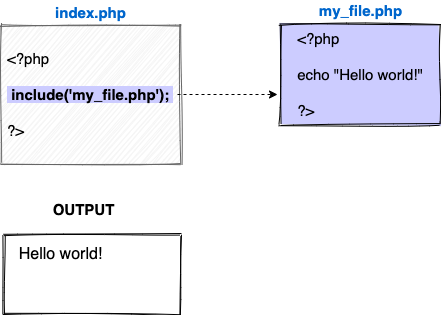 index.php
<?php
include('my_file.php');
?>
my_file.php
<?php
echo "Hello world!"
?>
OUTPUT
Hello world!